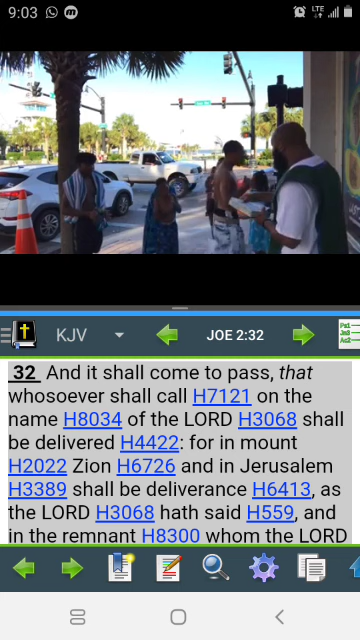 9:03
LTE
KJV
JOE 2:32
Ps1
Jn3
Ac2
32 And it shall come to pass, that
whosoever shall call H7121 on the
name H8034 of the LORD H3068 shall
be delivered H4422: for in mount
H2022 Zion H6726 and in Jerusalem
H3389 shall be deliverance H6413, as
the LORD H3068 hath said H559, and
in the remnant H8300 whom the LORD